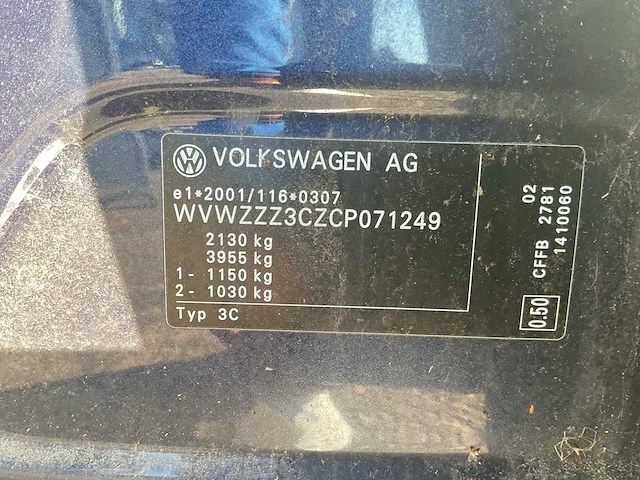 VOLKSWAGEN AG
e1*2001/116*0307
WVWZZZ3CZCP071249
2130 kg
3955 kg
1- 1150 kg
2- 1030 kg
Typ 3C
02
CFFB 2781
1410060
0.50